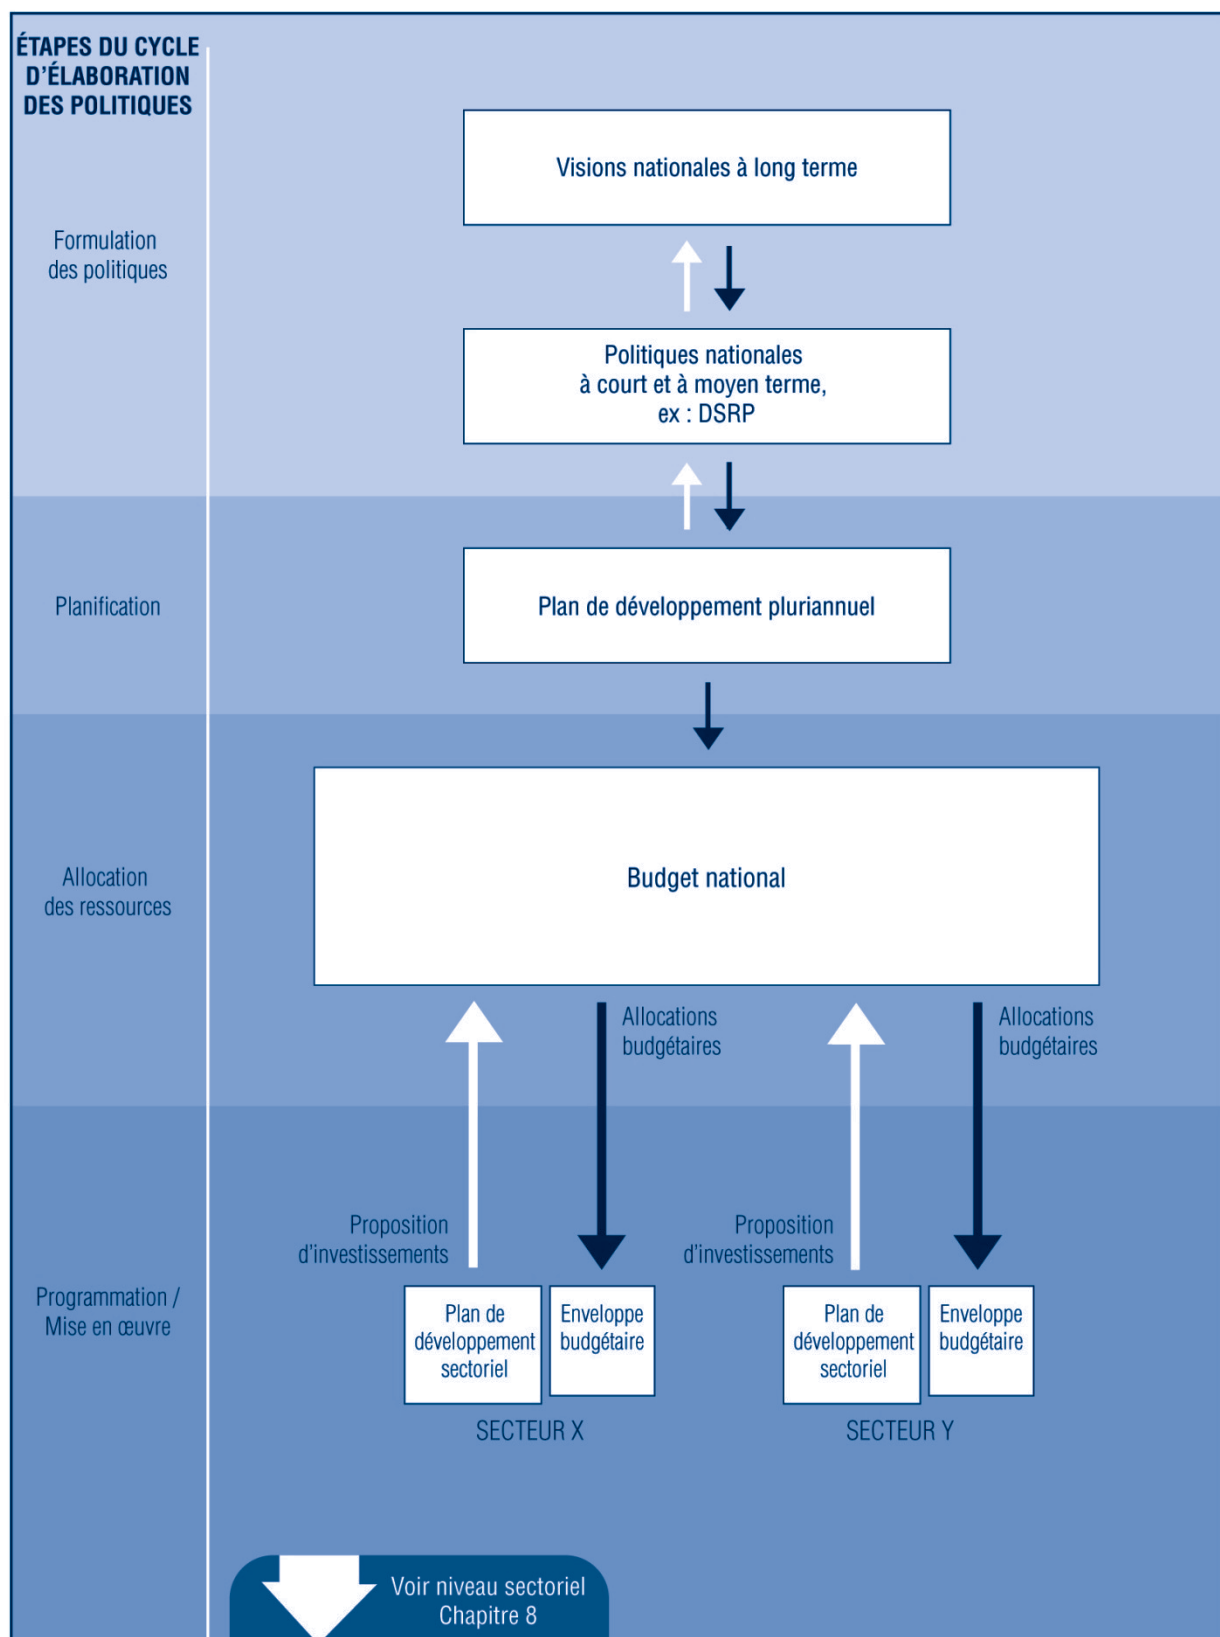 ÉTAPES DU CYCLE
D'ÉLABORATION
DES POLITIQUES
Visions nationales à long terme
Formulation
des politiques
Politiques nationales
à court et à moyen terme,
ex : DSRP
Planification
Plan de développement pluriannuel
Allocation
des ressources
Budget national
Allocations
budgétaires
Allocations
budgétaires
Proposition
d'investissements
Proposition
d'investissements
Programmation /
Mise en œuvre
Plan de
développement
sectoriel
Enveloppe
budgétaire
Plan de
développement
sectoriel
Enveloppe
budgétaire
SECTEUR X
SECTEUR Y
Voir niveau sectoriel
Chapitre 8